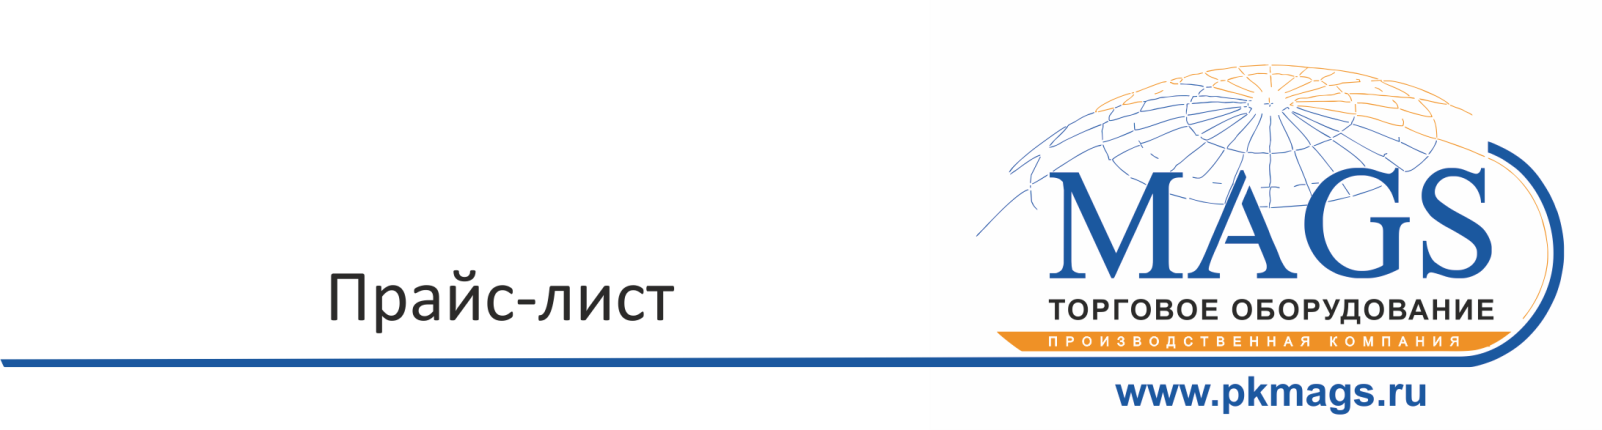 Прайс-лист
MAGS
ТОРГОВОЕ ОБОРУДОВАНИЕ
ПРОИЗВОДСТВЕННАЯ КОМПАНИЯ
www.pkmags.ru